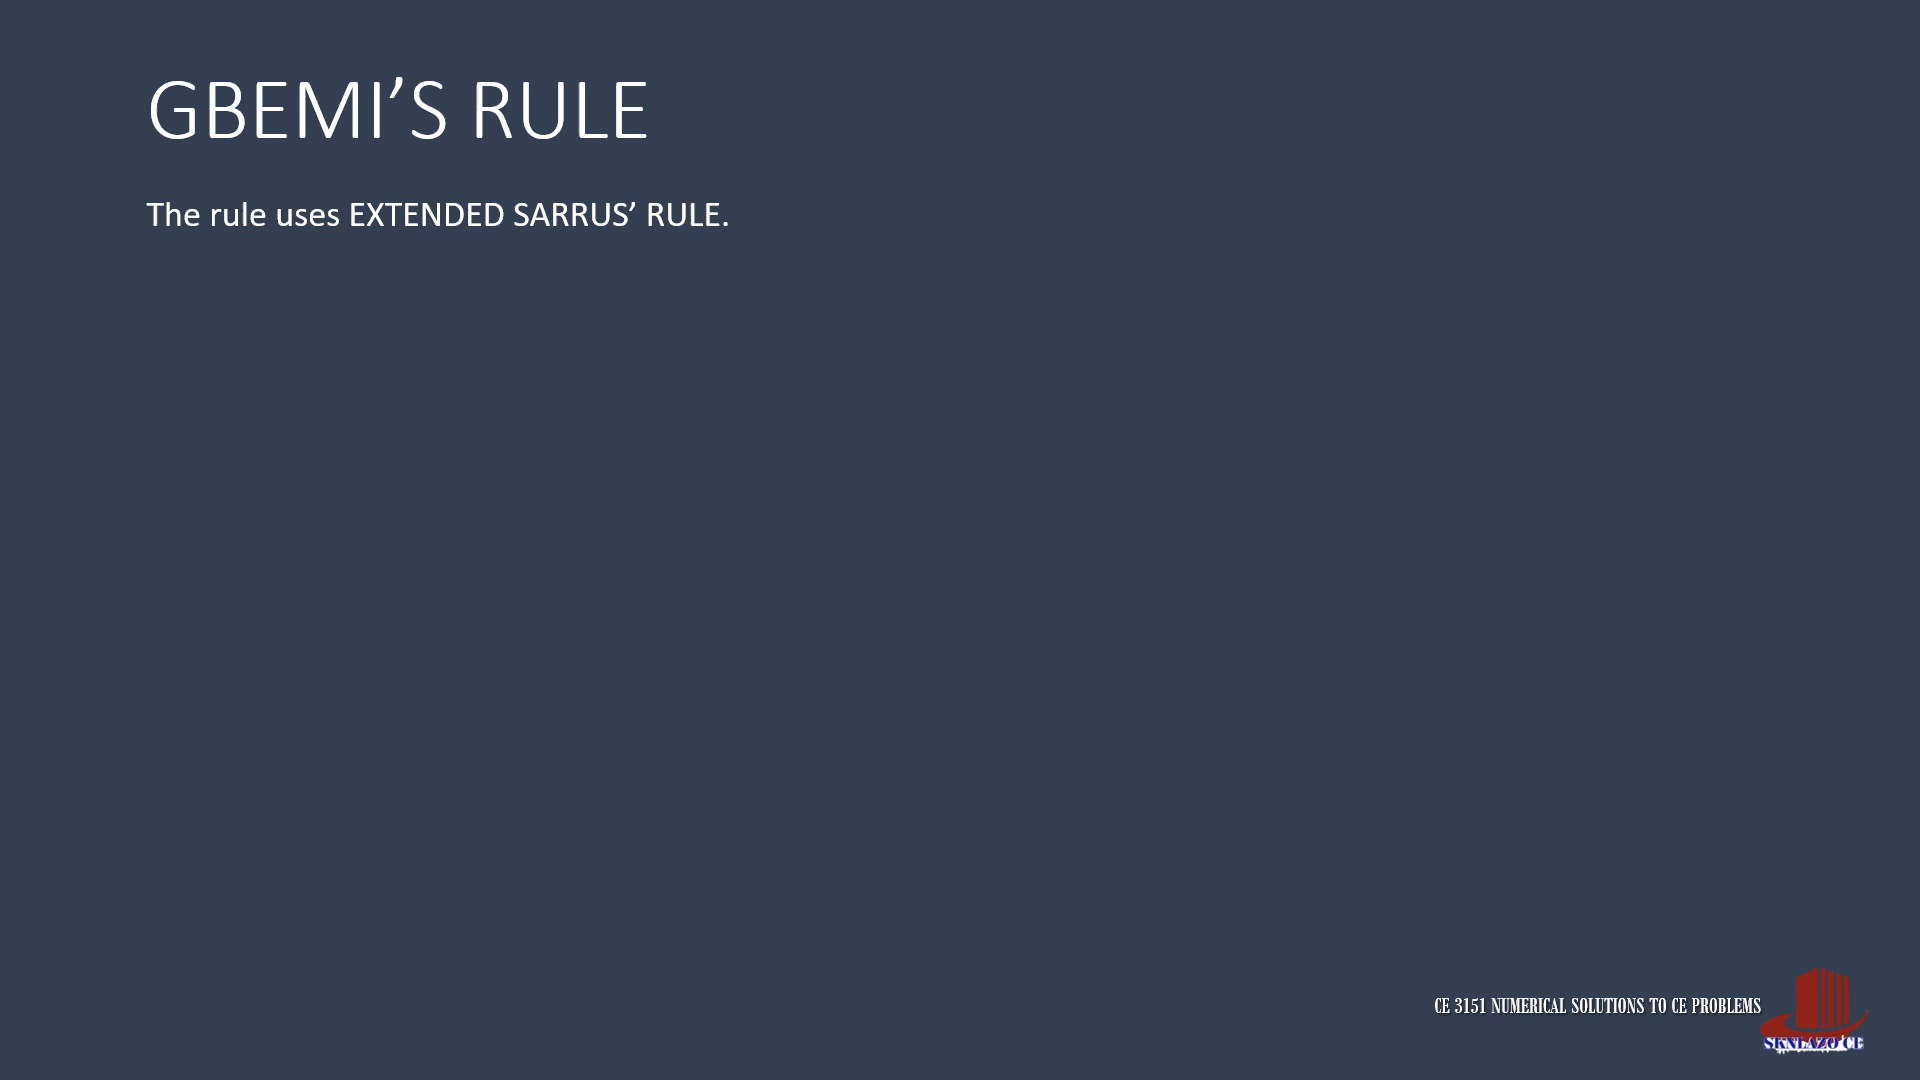 GBEMI’S RULE
The rule uses EXTENDED SARRUS’ RULE.
CE 3151 NUMERICAL SOLUTIONS TO CE PROBLEMS